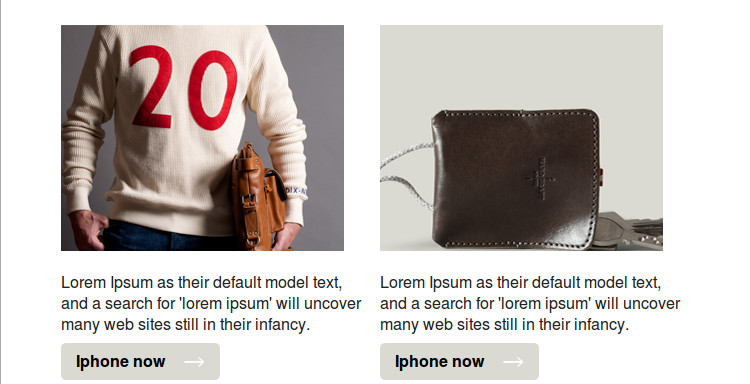 20
Lorem Ipsum as their default model text,
and a search for 'lorem ipsum' will uncover
many web sites still in their infancy.
Iphone now
Lorem Ipsum as their default model text,
and a search for 'lorem ipsum' will uncover
many web sites still in their infancy.
Iphone now